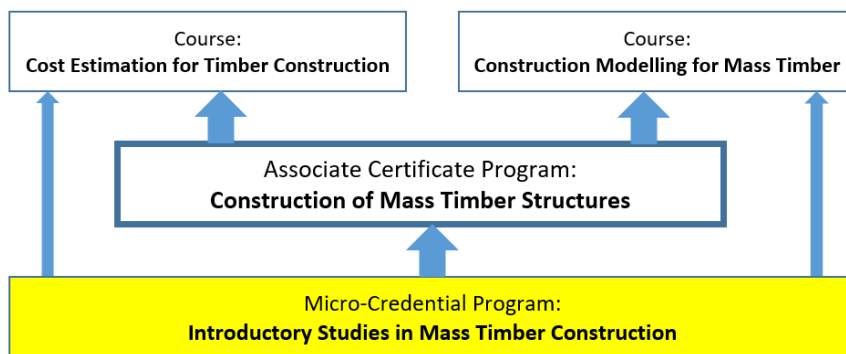 Course:
Cost Estimation for Timber Construction
Course:
Construction Modelling for Mass Timber
Associate Certificate Program:
Construction of Mass Timber Structures
Micro-Credential Program:
Introductory Studies in Mass Timber Construction